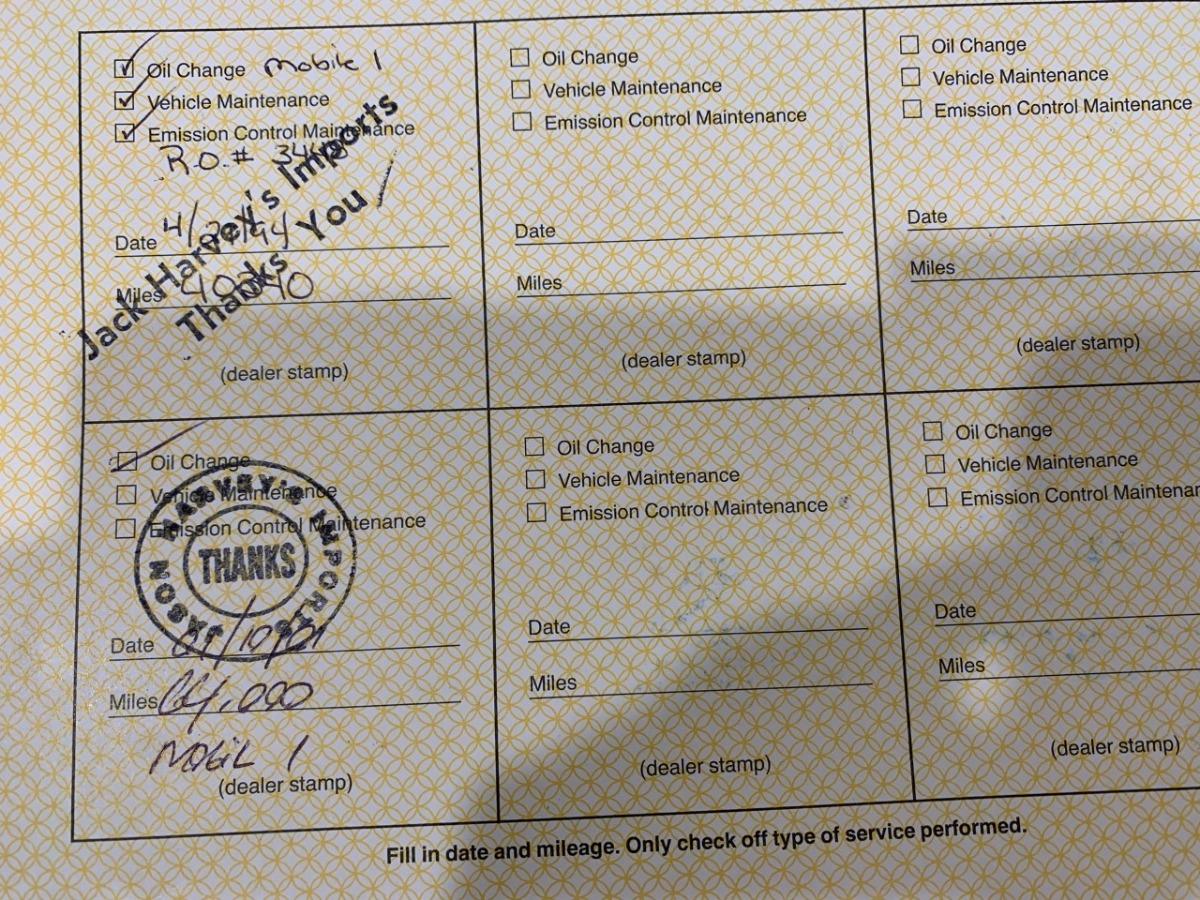 Oil Change Mobile 1
Vehicle Maintenance
Emission Control Maintenance
R.O. #
Jack Harvey's Imports
Thanks You
Date
Miles
(dealer stamp)
Oil Change
Vehicle Maintenance
Emission Control Maintenance
Date
Miles
(dealer stamp)
Oil Change
Vehicle Maintenance
Emission Control Maintenance
Date
Miles
(dealer stamp)
Oil Change
Vehicle Maintenance
Emission Control Maintenance
HARVEY'S IMPORTS
THANKS
Date
Miles 64,000
Mobil 1
(dealer stamp)
Oil Change
Vehicle Maintenance
Emission Control Maintenance
Date
Miles
(dealer stamp)
Oil Change
Vehicle Maintenance
Emission Control Maintenan
Date
Miles
(dealer stamp)
Fill in date and mileage. Only check off type of service performed.